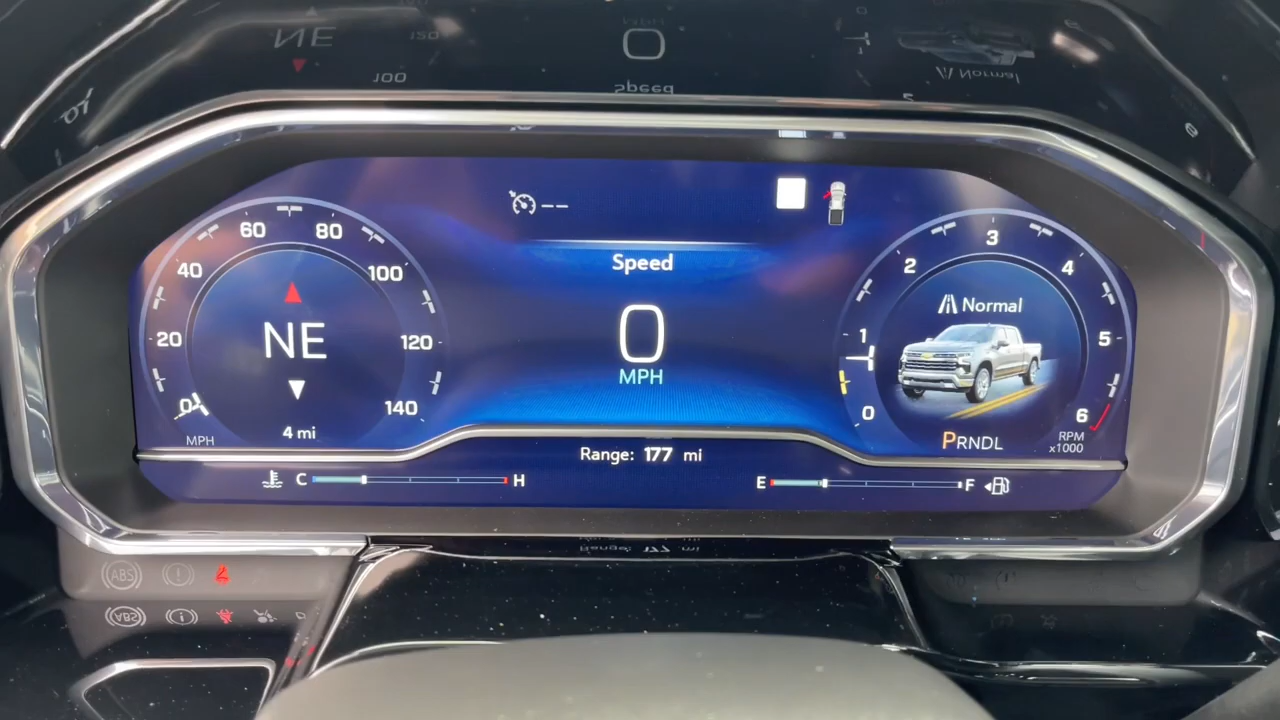 Speed
0
MPH
0
20
40
60
80
100
120
140
MPH
NE
4 mi
0
1
2
3
4
5
6
RPM
x1000
Normal
PRNDL
Range: 177 mi
C H
E F
ABS